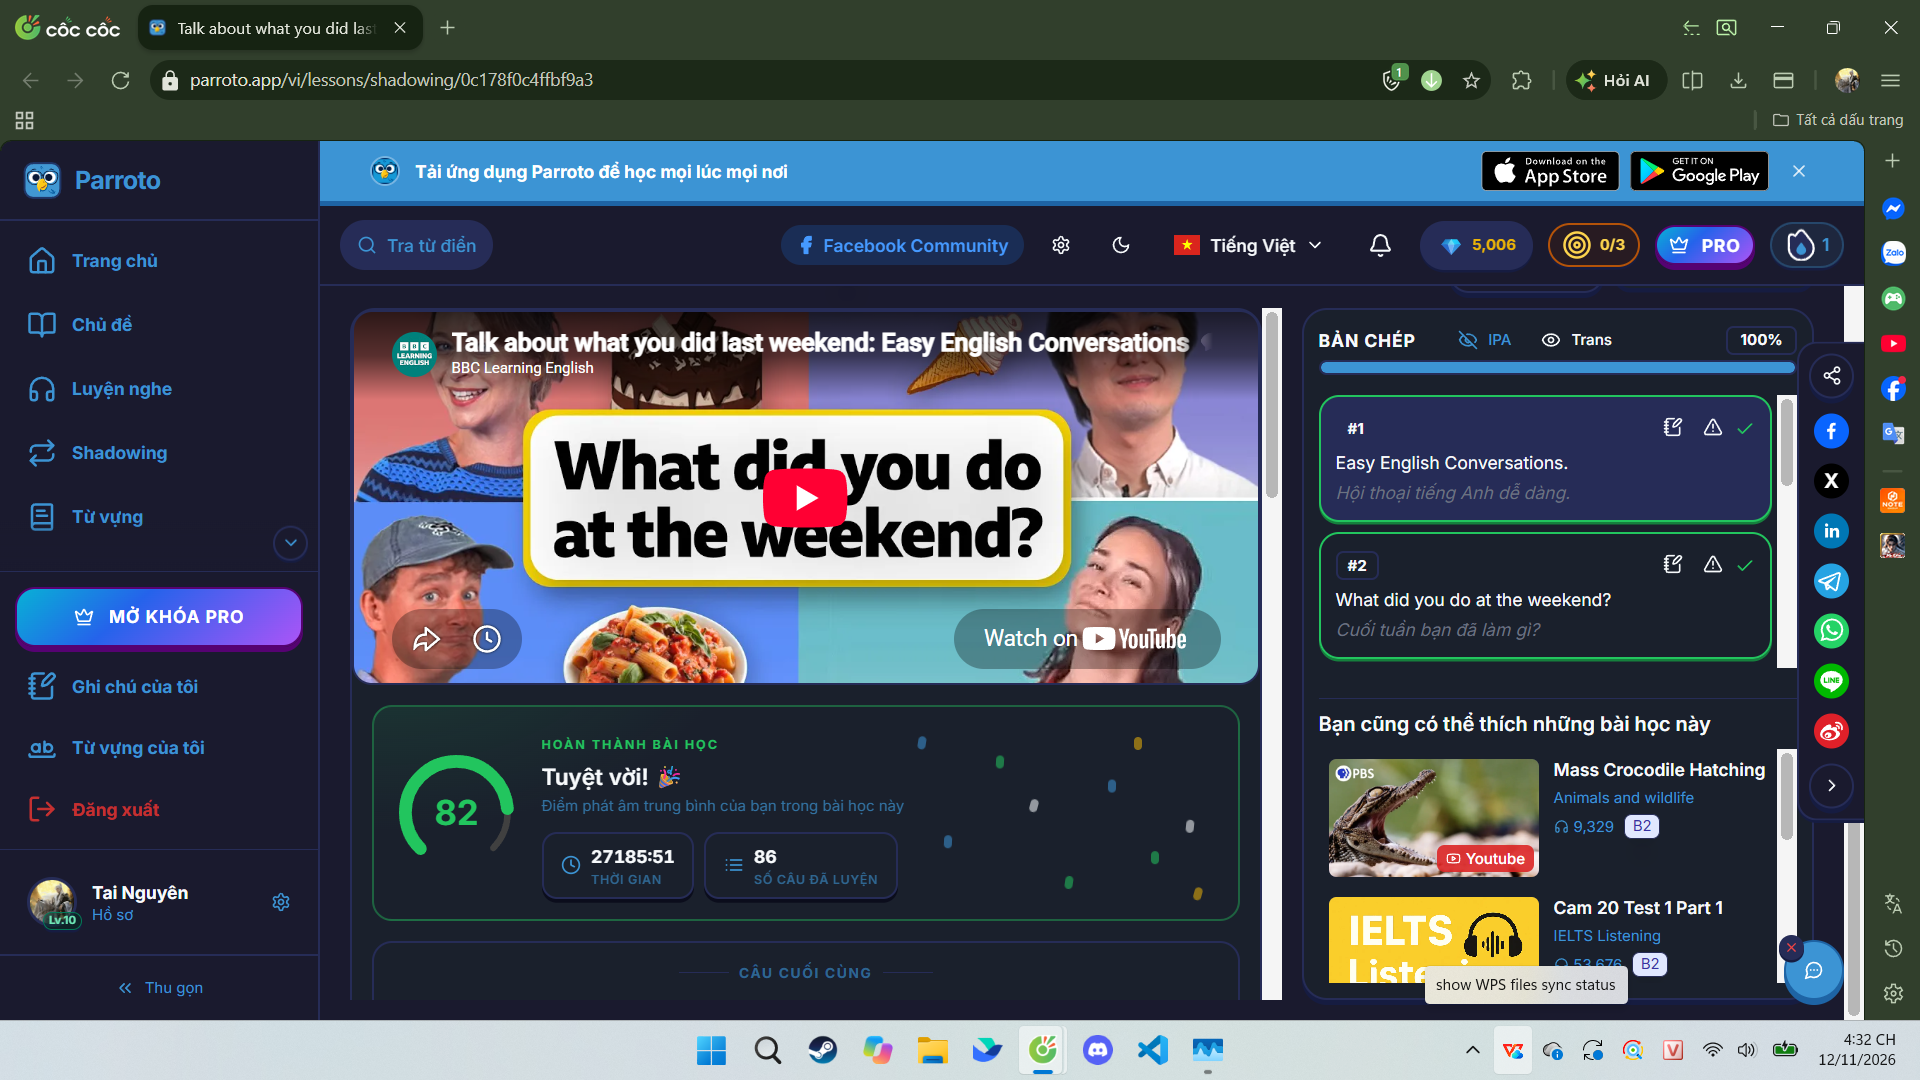 cốc cốc
Talk about what you did las
parroto.app/vi/lessons/shadowing/0c178f0c4ffbf9a3
1
Hỏi AI
Tất cả dấu trang
Parroto
Tải ứng dụng Parroto để học mọi lúc mọi nơi
Download on the
App Store
GET IT ON
Google Play
Tra từ điển
Facebook Community
Tiếng Việt
5,006
0/3
PRO
1
Trang chủ
Chủ đề
Luyện nghe
Shadowing
Từ vựng
MỞ KHÓA PRO
Ghi chú của tôi
Từ vựng của tôi
Đăng xuất
Tai Nguyên
Hồ sơ
Lv.10
Thu gọn
BBC
LEARNING
ENGLISH
Talk about what you did last weekend: Easy English Conversations
BBC Learning English
What did you do
at the weekend?
Watch on YouTube
HOÀN THÀNH BÀI HỌC
Tuyệt vời! 🎉
Điểm phát âm trung bình của bạn trong bài học này
82
27185:51
THỜI GIAN
86
SỐ CÂU ĐÃ LUYỆN
CÂU CUỐI CÙNG
BẢN CHÉP
IPA
Trans
100%
#1
Easy English Conversations.
Hội thoại tiếng Anh dễ dàng.
#2
What did you do at the weekend?
Cuối tuần bạn đã làm gì?
Bạn cũng có thể thích những bài học này
PBS
Youtube
Mass Crocodile Hatching
Animals and wildlife
9,329
B2
IELTS
Listening
Cam 20 Test 1 Part 1
IELTS Listening
53,676
B2
show WPS files sync status
Zalo
NOTE
LINE
4:32 CH
12/11/2026